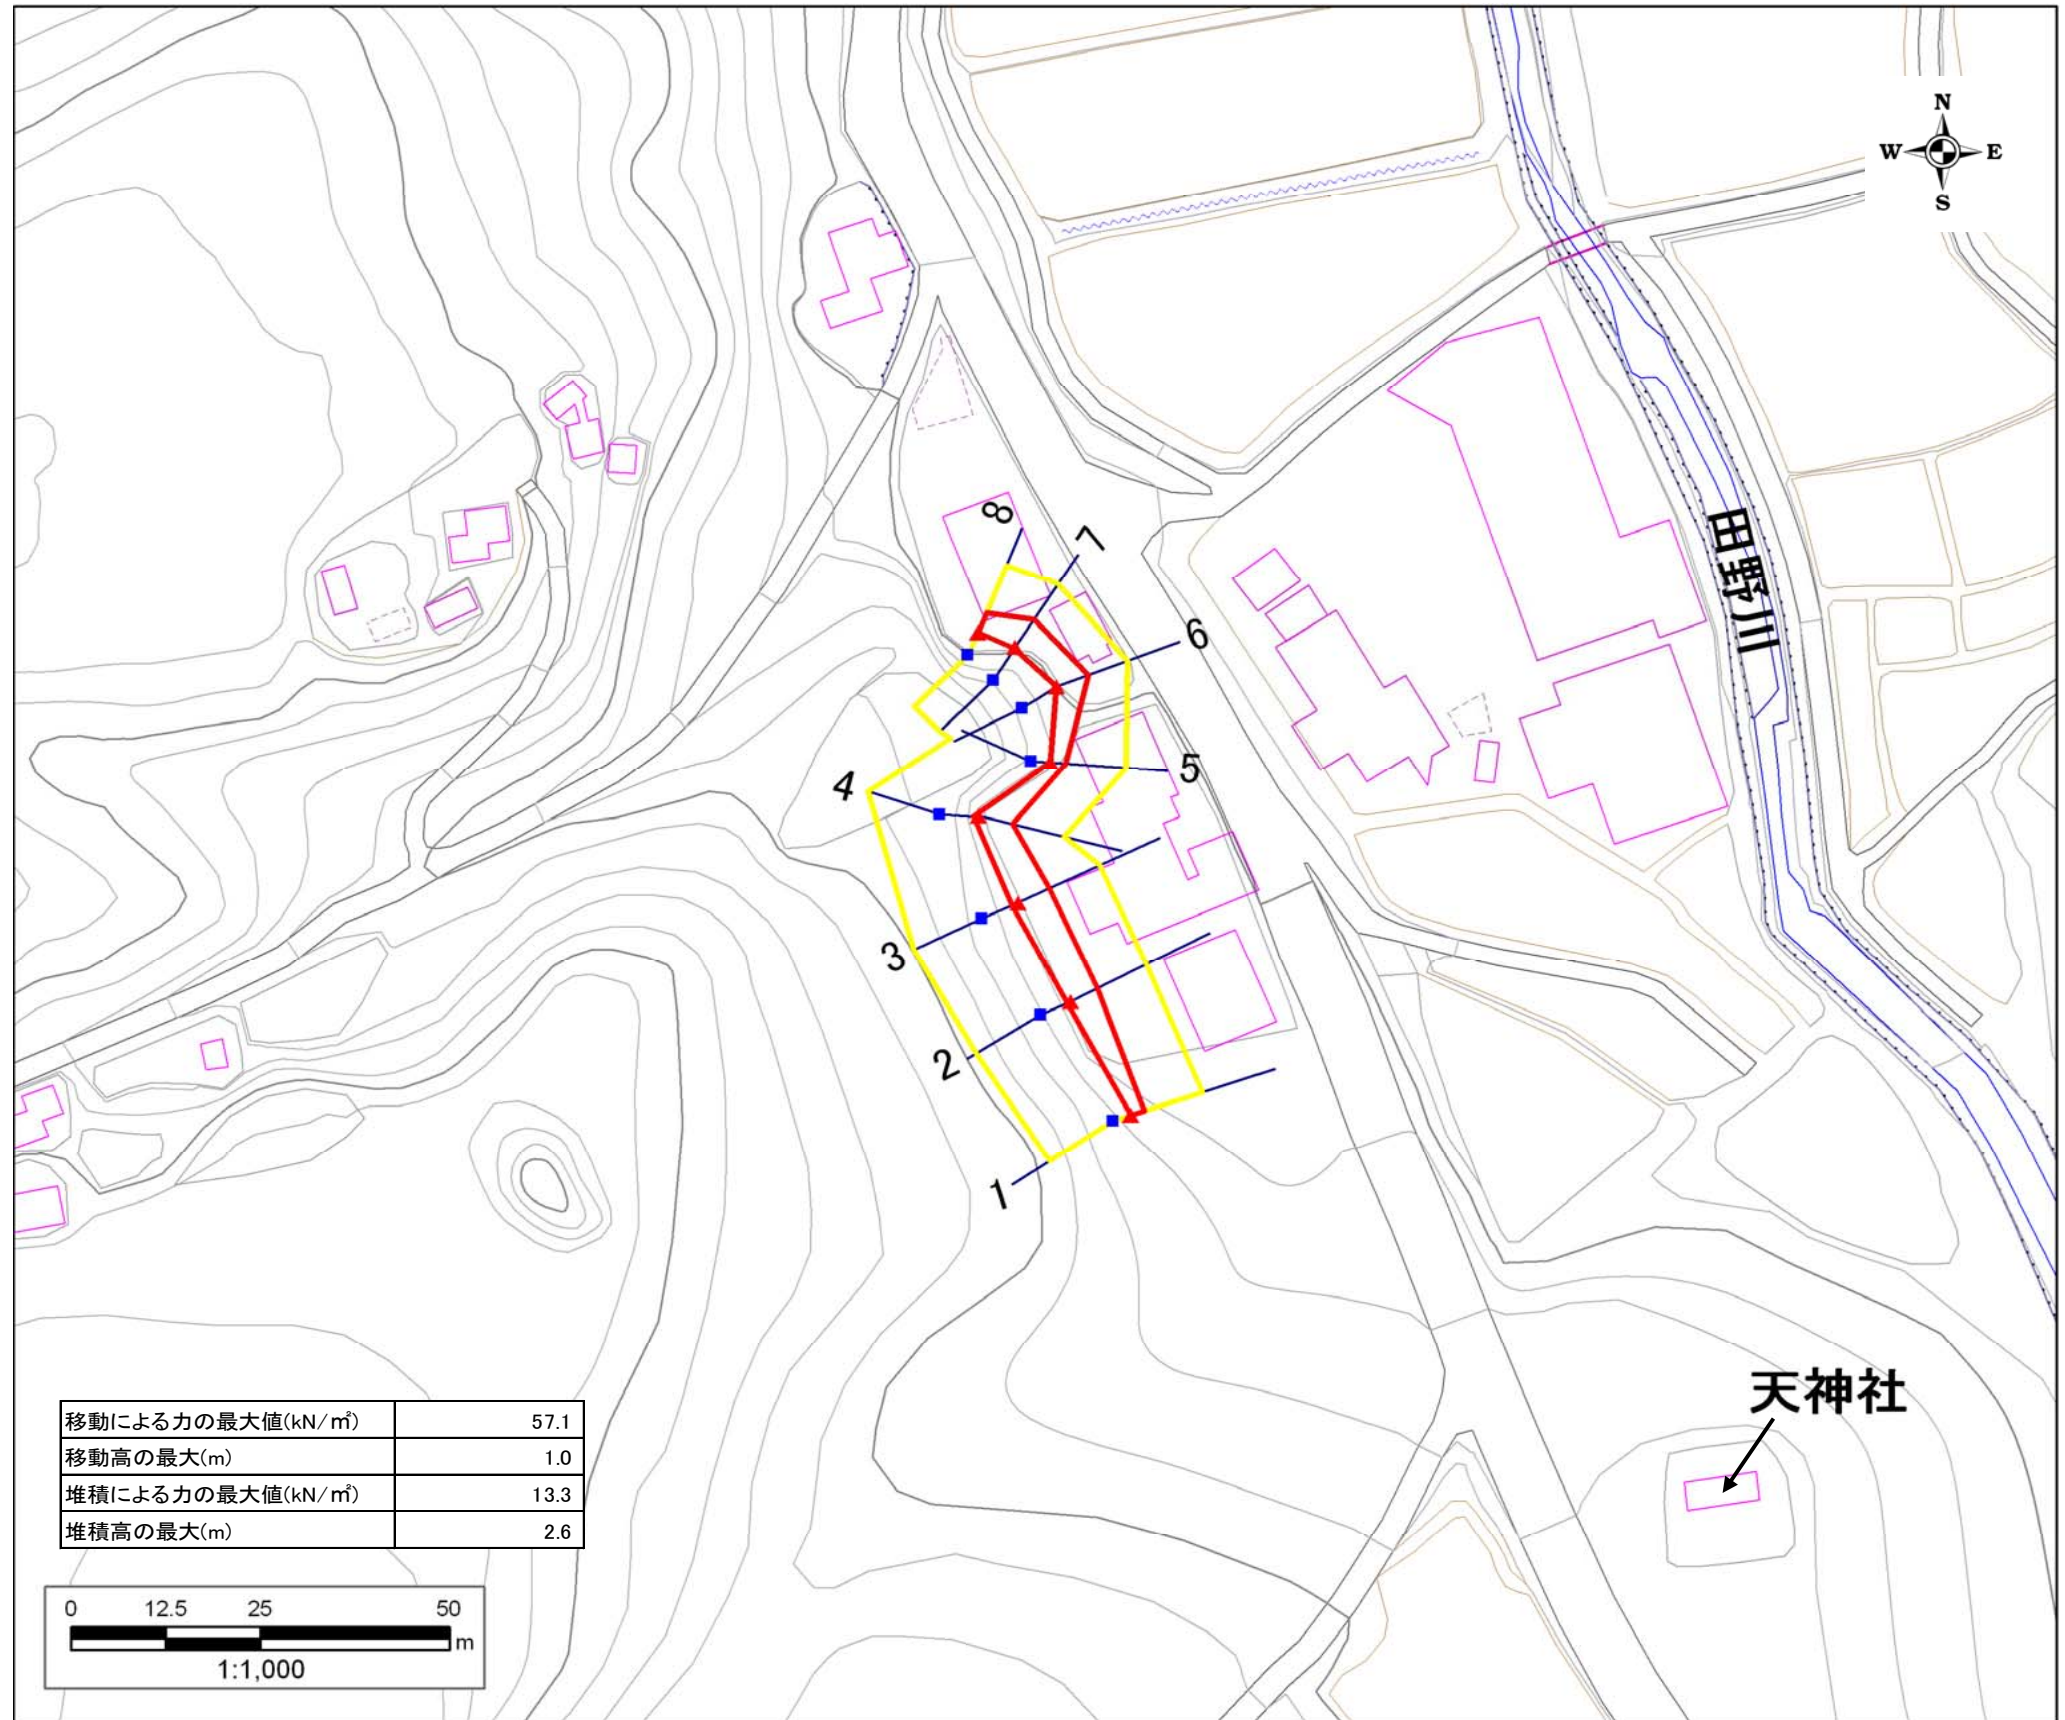 N
W E
S
8
7
6
田野川
5
4
3
2
1
天神社
移動による力の最大値(kN/㎡) 57.1
移動高の最大(m) 1.0
堆積による力の最大値(kN/㎡) 13.3
堆積高の最大(m) 2.6
0 12.5 25 50
m
1:1,000